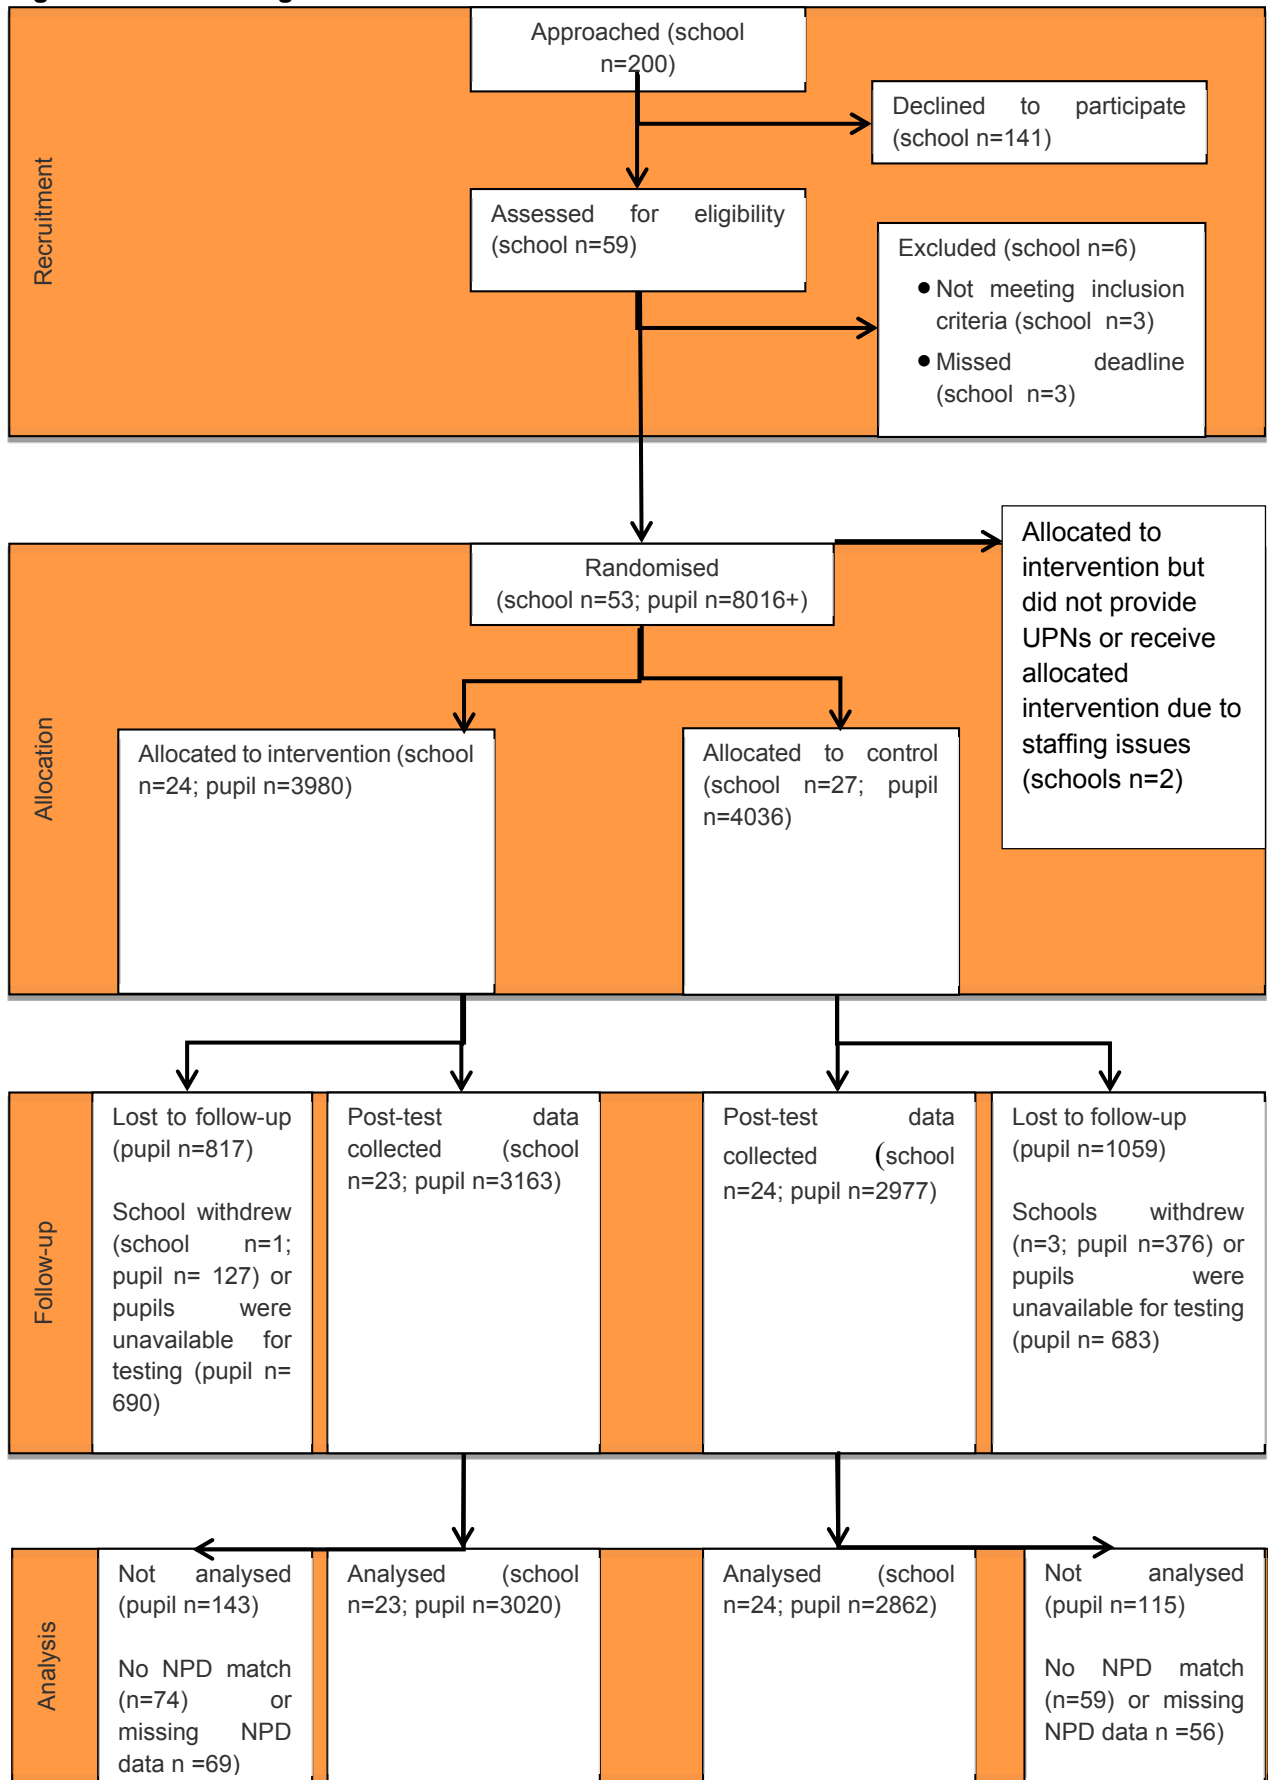 Approached (school
n=200)
Declined to participate
(school n=141)
Recruitment
Assessed for eligibility
(school n=59)
Excluded (school n=6)
● Not meeting inclusion
criteria (school n=3)
● Missed deadline
(school n=3)
Randomised
(school n=53; pupil n=8016+)
Allocated to
intervention but
did not provide
UPNs or receive
allocated
intervention due to
staffing issues
(schools n=2)
Allocation
Allocated to intervention (school
n=24; pupil n=3980)
Allocated to control
(school n=27; pupil
n=4036)
Follow-up
Lost to follow-up
(pupil n=817)
School withdrew
(school n=1;
pupil n= 127) or
pupils were
unavailable for
testing (pupil n=
690)
Post-test data
collected (school
n=23; pupil n=3163)
Post-test data
collected (school
n=24; pupil n=2977)
Lost to follow-up
(pupil n=1059)
Schools withdrew
(n=3; pupil n=376) or
pupils were
unavailable for testing
(pupil n= 683)
Analysis
Not analysed
(pupil n=143)
No NPD match
(n=74) or
missing NPD
data n =69)
Analysed (school
n=23; pupil n=3020)
Analysed (school
n=24; pupil n=2862)
Not analysed
(pupil n=115)
No NPD match
(n=59) or missing
NPD data n =56)